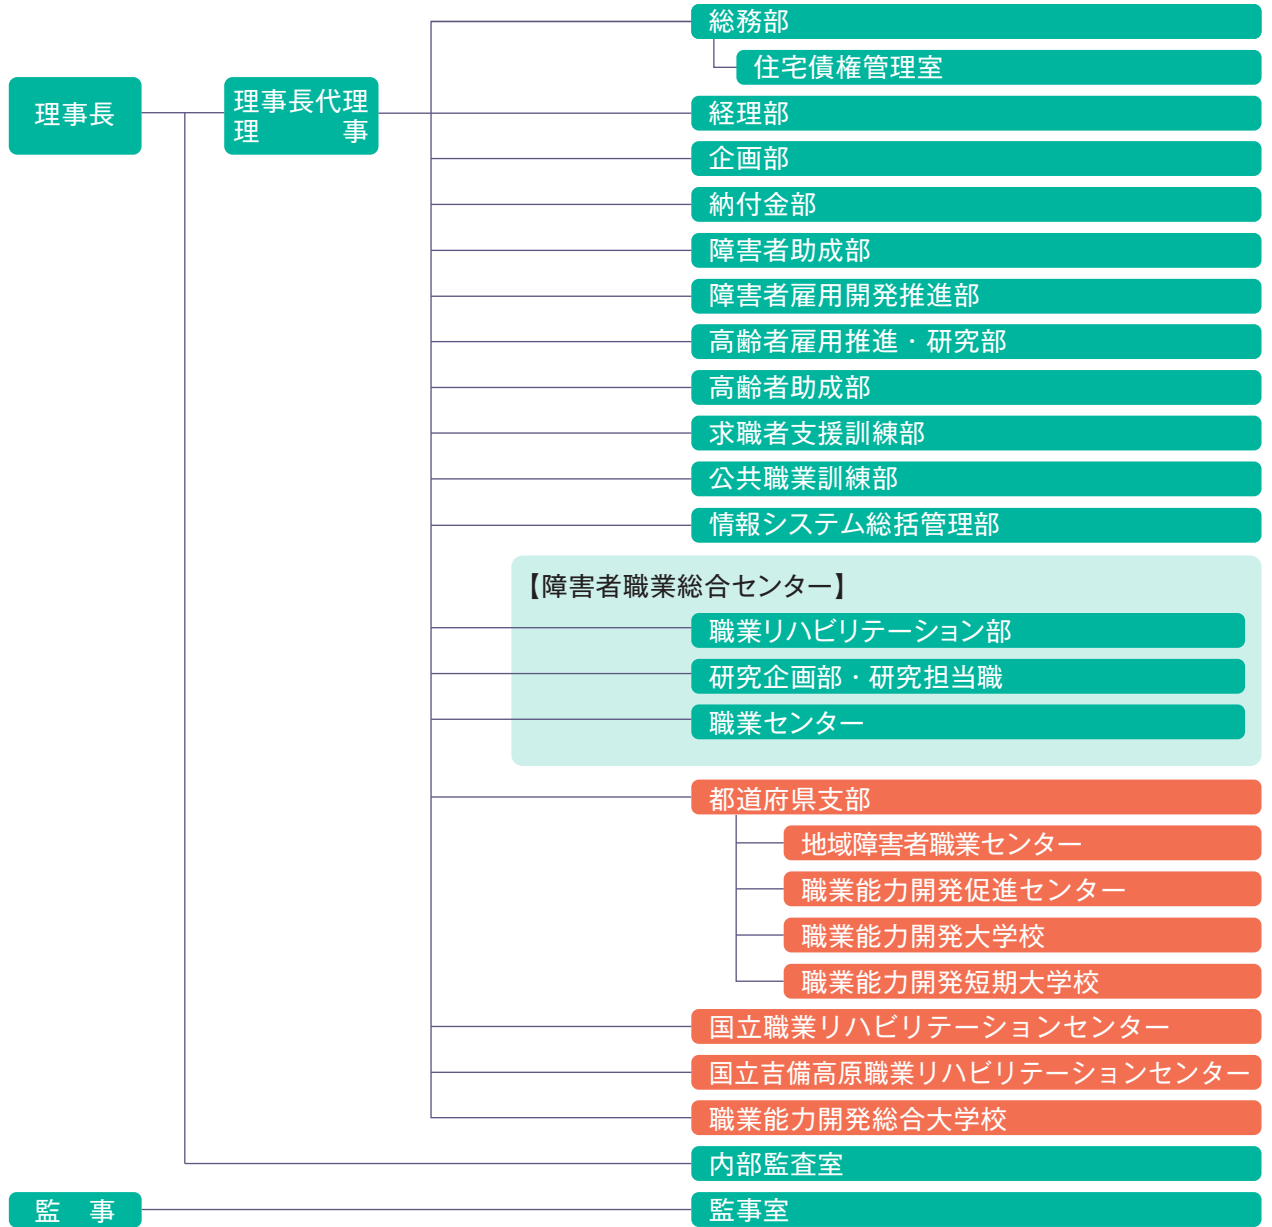 総務部
住宅債権管理室
理事長
理事長代理
理　　　事
経理部
企画部
納付金部
障害者助成部
障害者雇用開発推進部
高齢者雇用推進・研究部
高齢者助成部
求職者支援訓練部
公共職業訓練部
情報システム総括管理部
【障害者職業総合センター】
職業リハビリテーション部
研究企画部・研究担当職
職業センター
都道府県支部
地域障害者職業センター
職業能力開発促進センター
職業能力開発大学校
職業能力開発短期大学校
国立職業リハビリテーションセンター
国立吉備高原職業リハビリテーションセンター
職業能力開発総合大学校
内部監査室
監　事
監事室